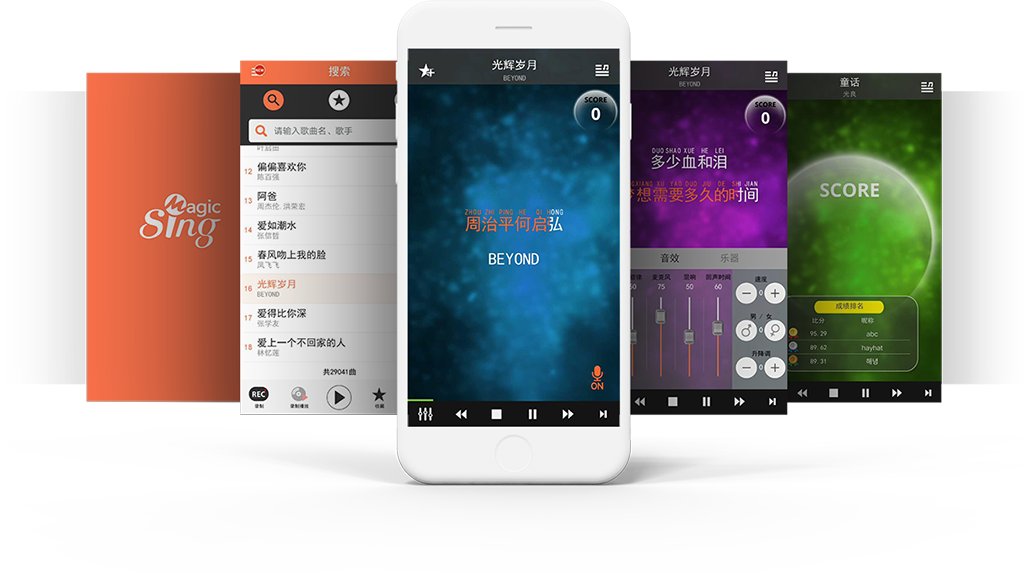 Magic
Sing
NEW
搜索
请输入歌曲名、歌手
叶启田
12 偏偏喜欢你
陈百强
13 阿爸
周杰伦, 洪荣宏
14 爱如潮水
张信哲
15 春风吻上我的脸
凤飞飞
16 光辉岁月
BEYOND
17 爱得比你深
张学友
18 爱上一个不回家的人
林忆莲
共29041曲
REC
录制
录制播放
收藏
光辉岁月
BEYOND
SCORE
0
ZHOU ZHI PING HE QI HONG
周治平何启弘
BEYOND
ON
光辉岁月
BEYOND
SCORE
0
DUO SHAO XUE HE LEI
多少血和泪
XIANG XU YAO DUO JIU DE SHI JIAN
想需要多久的时间
音效
乐器
麦克风
混响
回声时间
75
50
60
速度
0
男 / 女
升降调
0
童话
光良
SCORE
成绩排名
比分
昵称
95. 29
abc
89. 62
hayhat
89. 31
해녕